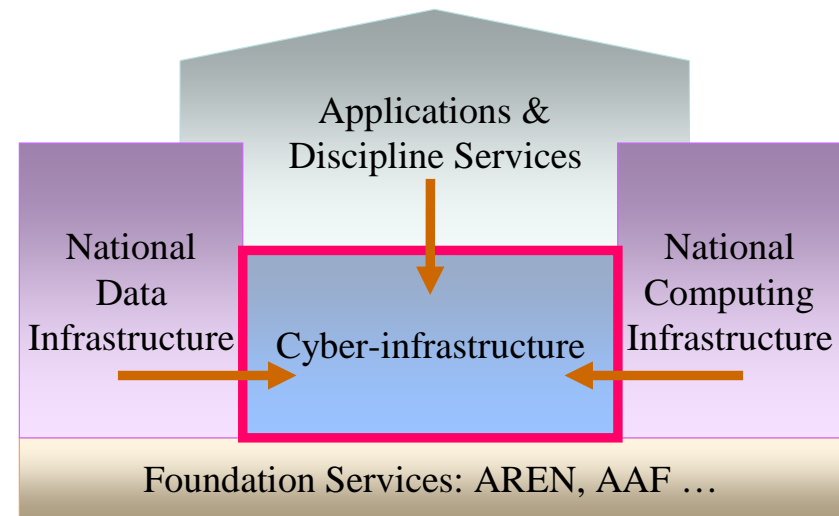 Applications &
Discipline Services
National
Data
Infrastructure
Cyber-infrastructure
National
Computing
Infrastructure
Foundation Services: AREN, AAF …